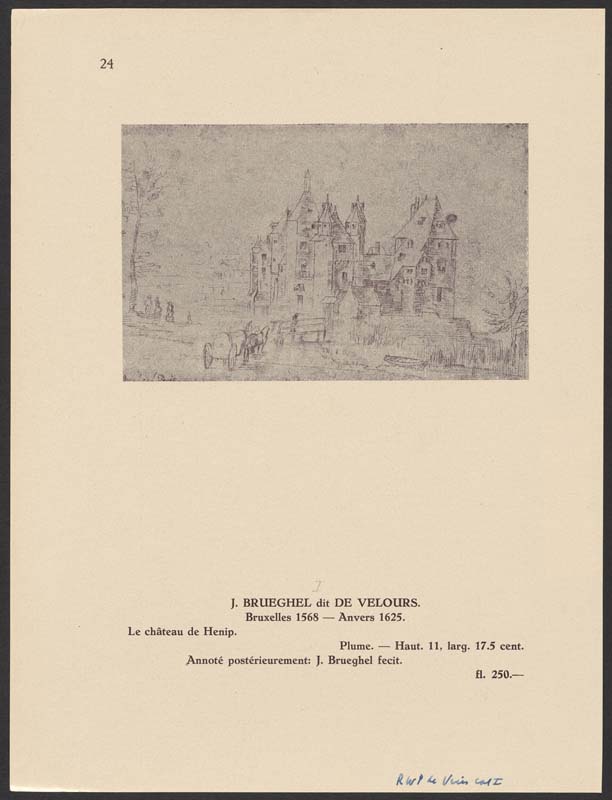 24
J. BRUEGHEL dit DE VELOURS.
Bruxelles 1568 — Anvers 1625.
Le château de Henip.
Plume. — Haut. 11, larg. 17.5 cent.
Annoté postérieurement: J. Brueghel fecit.
fl. 250.—
RWP de Vries cat I